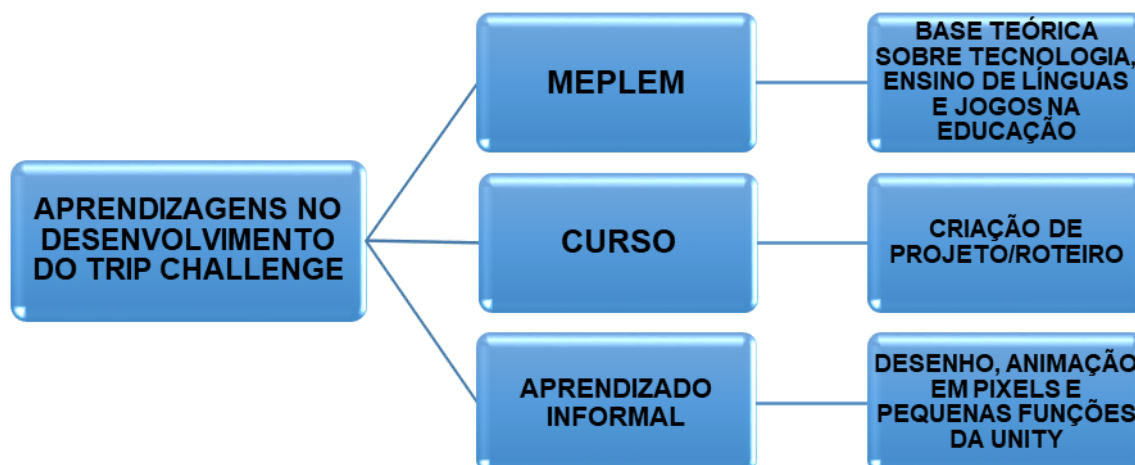 APRENDIZAGENS NO
DESENVOLVIMENTO
DO TRIP CHALLENGE
MEPLEM
BASE TEÓRICA
SOBRE TECNOLOGIA,
ENSINO DE LÍNGUAS
E JOGOS NA
EDUCAÇÃO
CURSO
CRIAÇÃO DE
PROJETO/ROTEIRO
APRENDIZADO
INFORMAL
DESENHO, ANIMAÇÃO
EM PIXELS E
PEQUENAS FUNÇÕES
DA UNITY